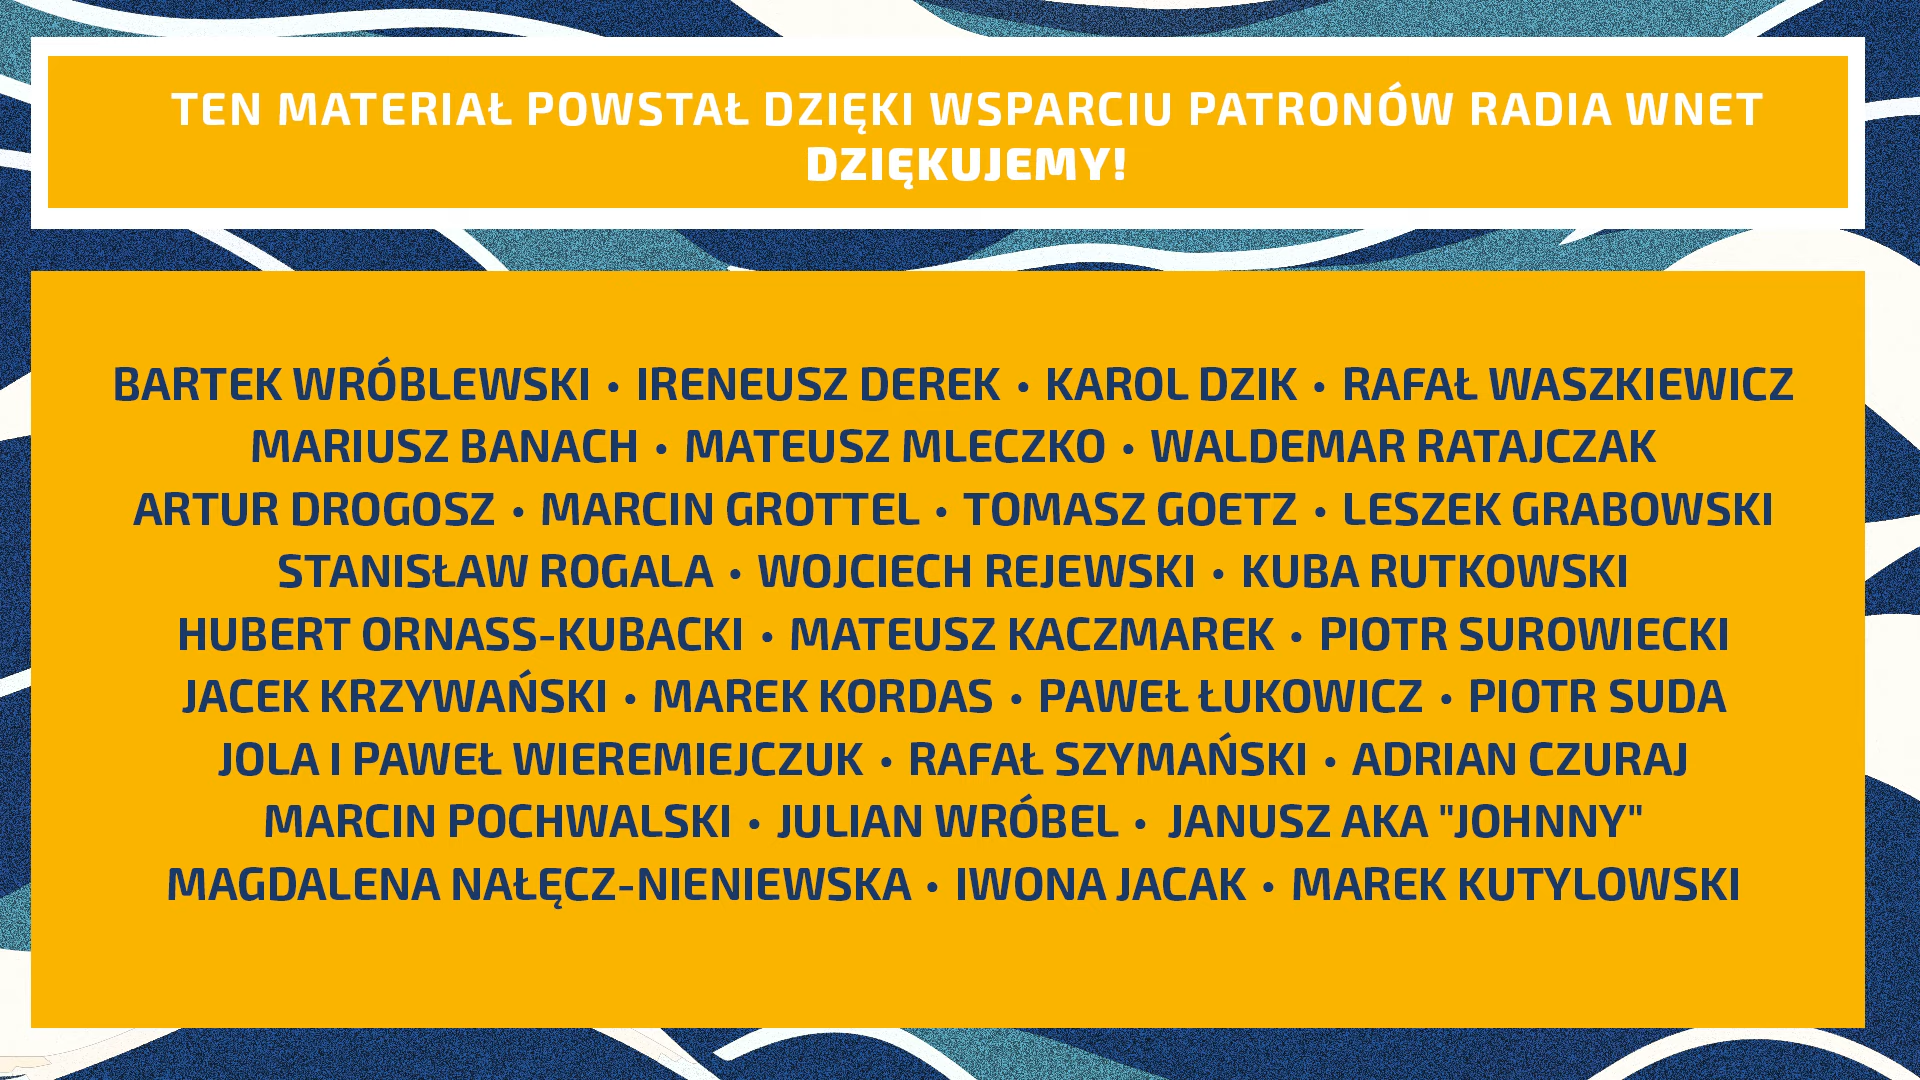 TEN MATERIAŁ POWSTAŁ DZIĘKI WSPARCIU PATRONÓW RADIA WNET
DZIĘKUJEMY!
BARTEK WRÓBLEWSKI • IRENEUSZ DEREK • KAROL DZIK • RAFAŁ WASZKIEWICZ
MARIUSZ BANACH • MATEUSZ MLECZKO • WALDEMAR RATAJCZAK
ARTUR DROGOSZ • MARCIN GROTTEL • TOMASZ GOETZ • LESZEK GRABOWSKI
STANISŁAW ROGALA • WOJCIECH REJEWSKI • KUBA RUTKOWSKI
HUBERT ORNASS-KUBACKI • MATEUSZ KACZMAREK • PIOTR SUROWIECKI
JACEK KRZYWAŃSKI • MAREK KORDAS • PAWEŁ ŁUKOWICZ • PIOTR SUDA
JOLA I PAWEŁ WIEREMIEJCZUK • RAFAŁ SZYMAŃSKI • ADRIAN CZURAJ
MARCIN POCHWALSKI • JULIAN WRÓBEL • JANUSZ AKA "JOHNNY"
MAGDALENA NAŁĘCZ-NIENIEWSKA • IWONA JACAK • MAREK KUTYLOWSKI